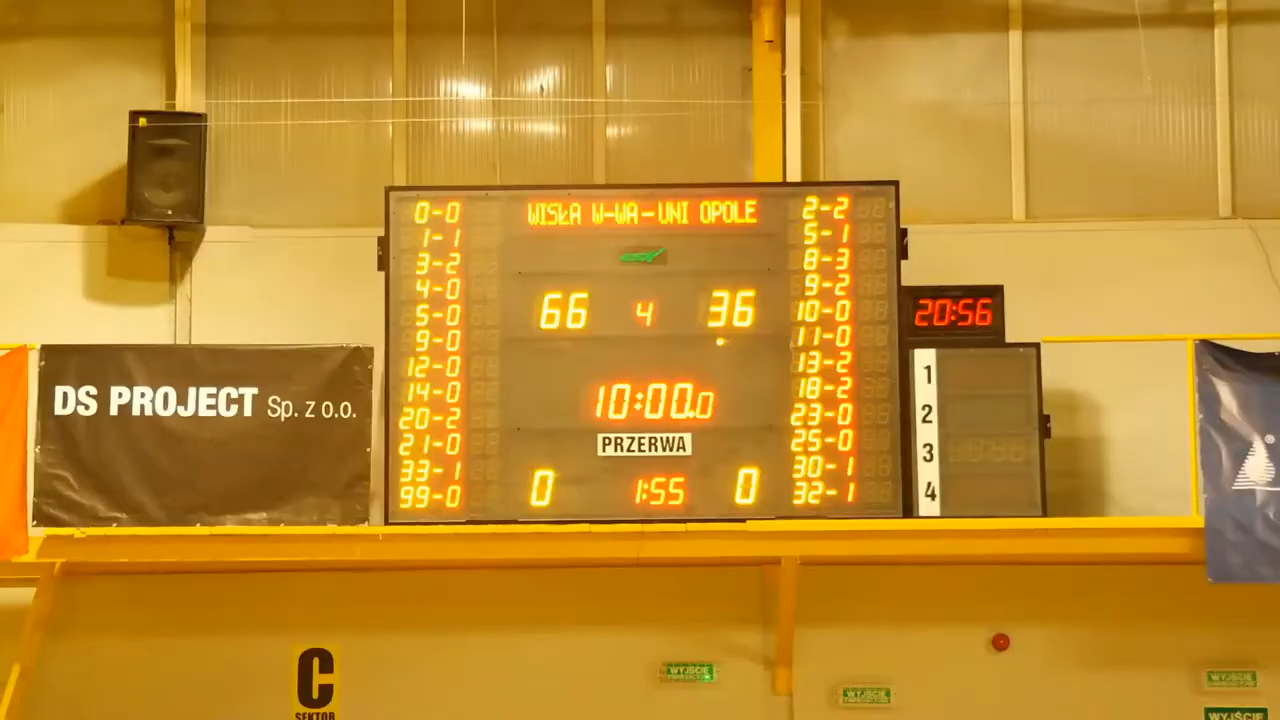 WISŁA W-WA-UNI OPOLE
0-0
1-1
3-2
4-0
5-0
9-0
12-0
14-0
20-2
21-0
33-1
99-0
66 4 36
10:00.0
PRZERWA
0 1:55 0
2-2
5-1
8-3
9-2
10-0
11-0
13-2
18-2
23-0
25-0
30-1
32-1
20:56
1
2
3
4
DS PROJECT Sp. z o.o.
C
SEKTOR
WYJŚCIE
WYJŚCIE
WYJŚCIE
WYJŚCIE